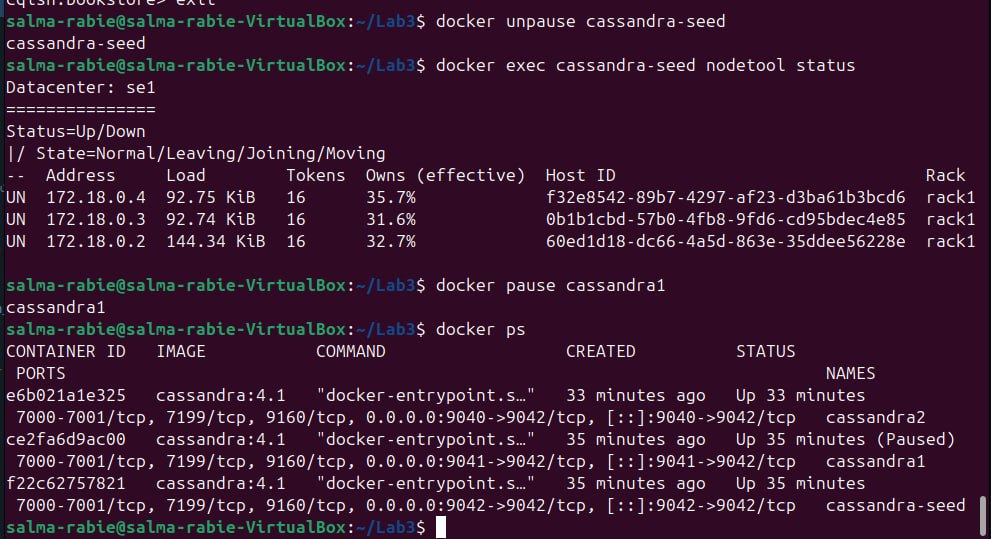 cqlsh:bookstore> exit
salma-rabie@salma-rabie-VirtualBox:~/Lab3$ docker unpause cassandra-seed
cassandra-seed
salma-rabie@salma-rabie-VirtualBox:~/Lab3$ docker exec cassandra-seed nodetool status
Datacenter: se1
===============
Status=Up/Down
|/ State=Normal/Leaving/Joining/Moving
--  Address     Load        Tokens  Owns (effective)  Host ID                               Rack
UN  172.18.0.4  92.75 KiB   16      35.7%             f32e8542-89b7-4297-af23-d3ba61b3bcd6  rack1
UN  172.18.0.3  92.74 KiB   16      31.6%             0b1b1cbd-57b0-4fb8-9fd6-cd95bdec4e85  rack1
UN  172.18.0.2  144.34 KiB  16      32.7%             60ed1d18-dc66-4a5d-863e-35ddee56228e  rack1
salma-rabie@salma-rabie-VirtualBox:~/Lab3$ docker pause cassandra1
cassandra1
salma-rabie@salma-rabie-VirtualBox:~/Lab3$ docker ps
CONTAINER ID   IMAGE           COMMAND                  CREATED          STATUS
 PORTS                                                                           NAMES
e6b021a1e325   cassandra:4.1   "docker-entrypoint.s…"   33 minutes ago   Up 33 minutes
 7000-7001/tcp, 7199/tcp, 9160/tcp, 0.0.0.0:9040->9042/tcp, [::]:9040->9042/tcp   cassandra2
ce2fa6d9ac00   cassandra:4.1   "docker-entrypoint.s…"   35 minutes ago   Up 35 minutes (Paused)
 7000-7001/tcp, 7199/tcp, 9160/tcp, 0.0.0.0:9041->9042/tcp, [::]:9041->9042/tcp   cassandra1
f22c62757821   cassandra:4.1   "docker-entrypoint.s…"   35 minutes ago   Up 35 minutes
 7000-7001/tcp, 7199/tcp, 9160/tcp, 0.0.0.0:9042->9042/tcp, [::]:9042->9042/tcp   cassandra-seed
salma-rabie@salma-rabie-VirtualBox:~/Lab3$